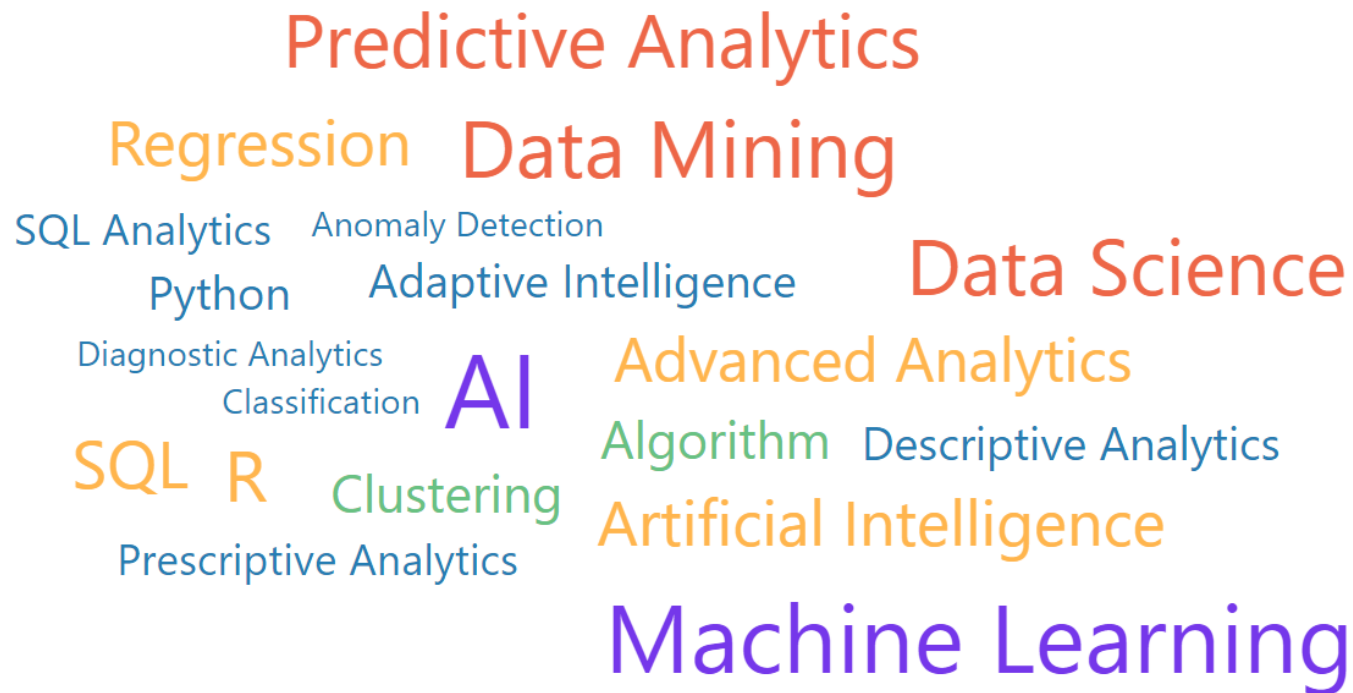 Predictive Analytics
Regression Data Mining
SQL Analytics Anomaly Detection
Data Science
Python Adaptive Intelligence
Diagnostic Analytics
AI
Advanced Analytics
Classification
Algorithm Descriptive Analytics
SQL R Clustering
Artificial Intelligence
Prescriptive Analytics
Machine Learning